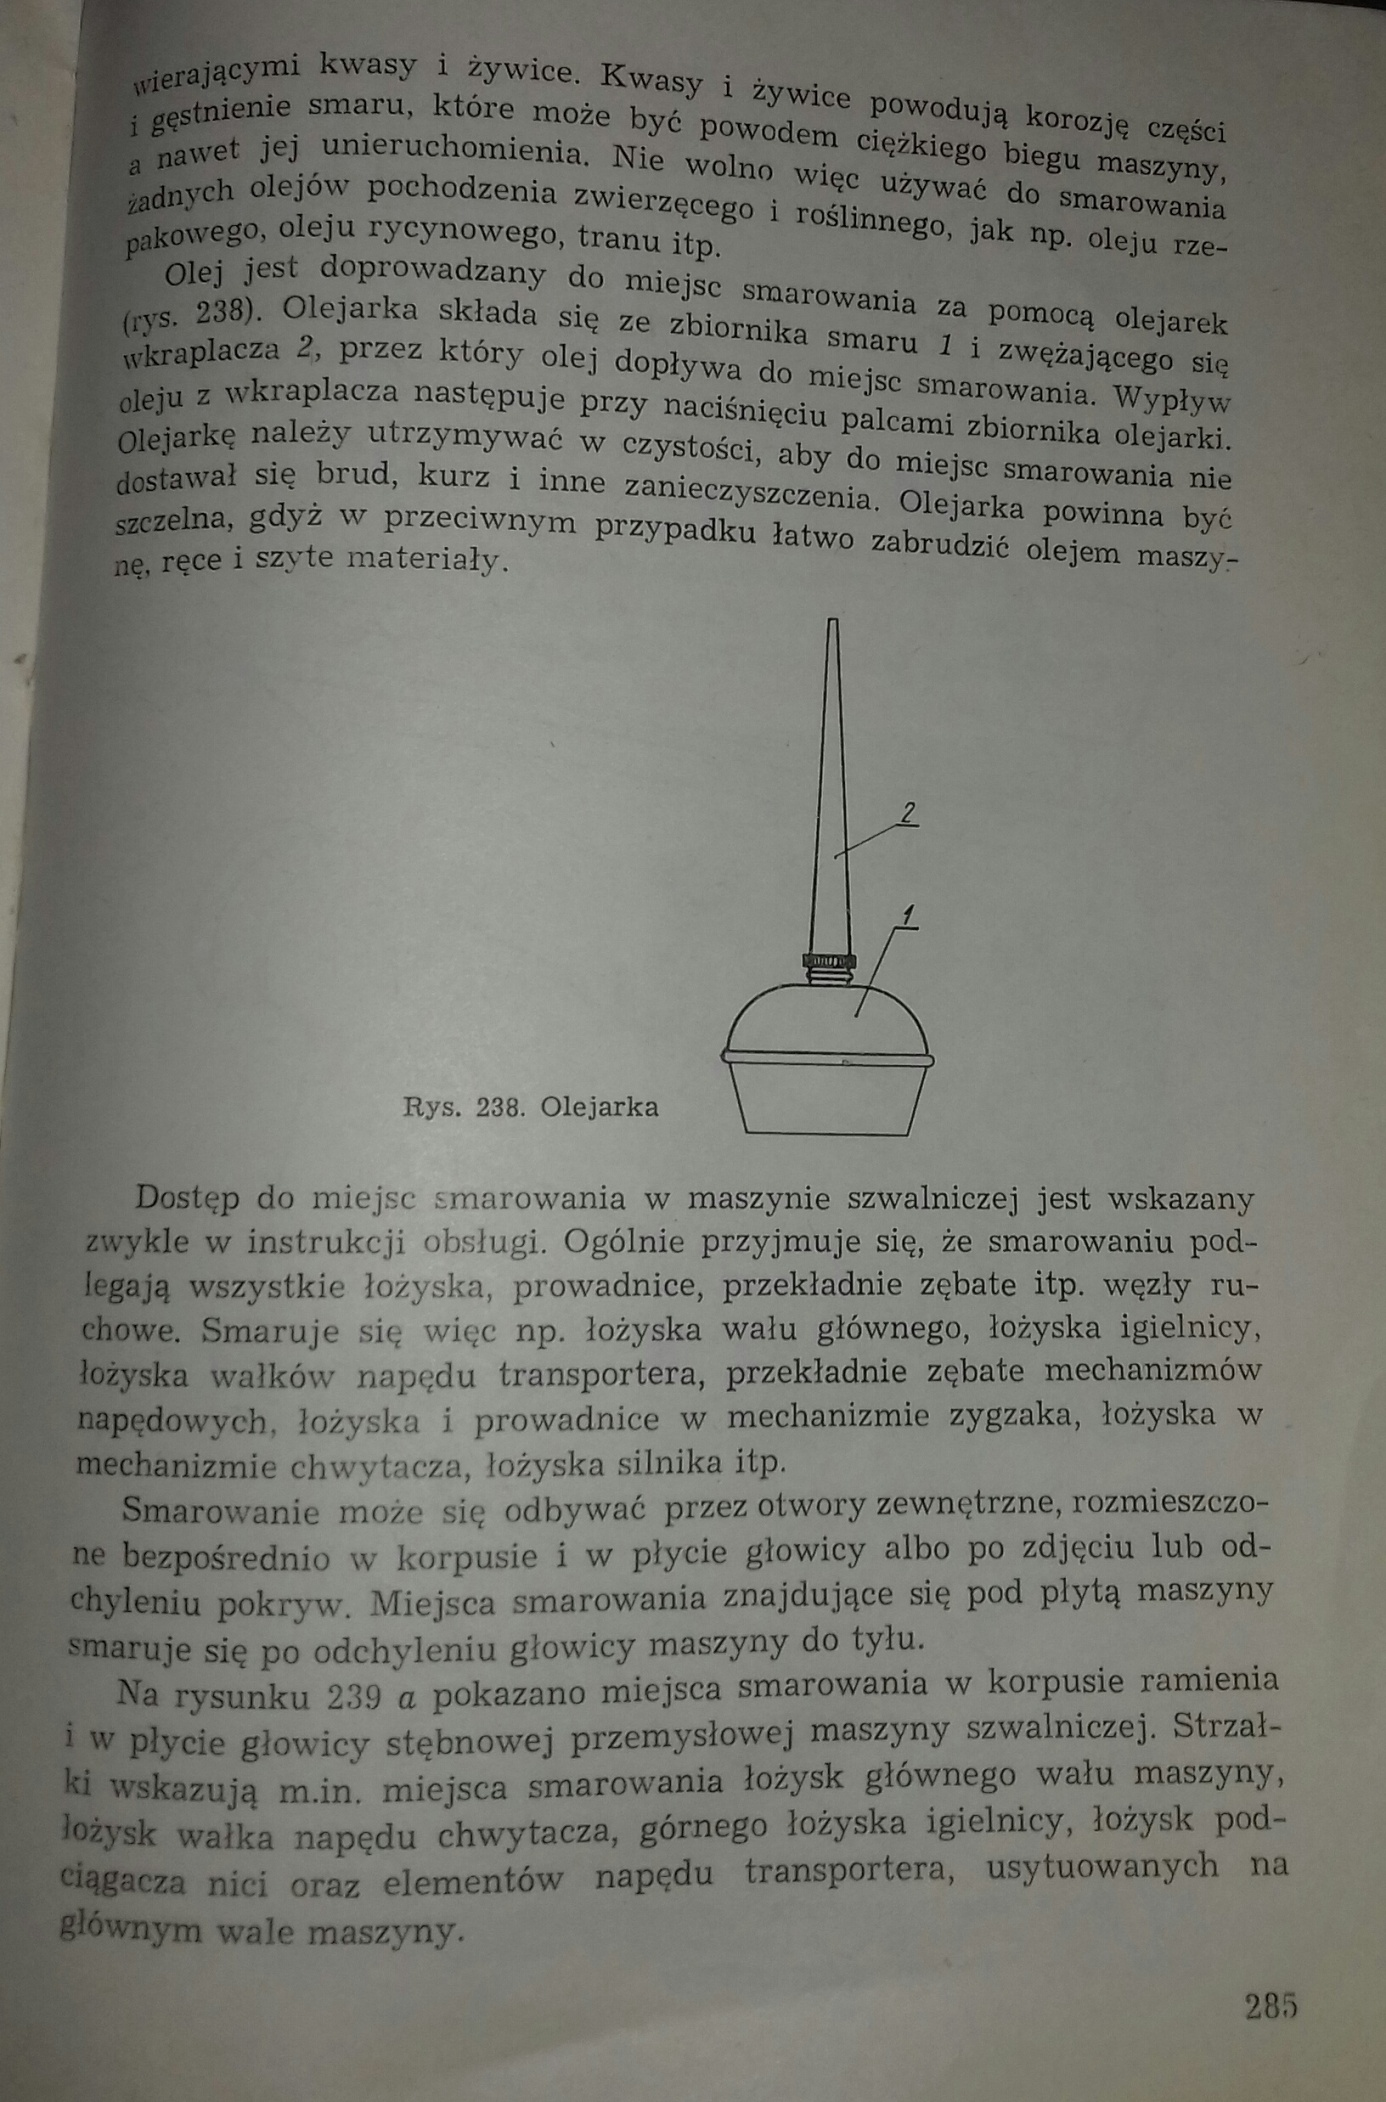 wierającymi kwasy i żywice. Kwasy i żywice powodują korozję części
i gęstnienie smaru, które może być powodem ciężkiego biegu maszyny,
a nawet jej unieruchomienia. Nie wolno więc używać do smarowania
żadnych olejów pochodzenia zwierzęcego i roślinnego, jak np. oleju rze-
pakowego, oleju rycynowego, tranu itp.
Olej jest doprowadzany do miejsc smarowania za pomocą olejarek
(rys. 238). Olejarka składa się ze zbiornika smaru 1 i zwężającego się
wkraplacza 2, przez który olej dopływa do miejsc smarowania. Wypływ
oleju z wkraplacza następuje przy naciśnięciu palcami zbiornika olejarki.
Olejarkę należy utrzymywać w czystości, aby do miejsc smarowania nie
dostawał się brud, kurz i inne zanieczyszczenia. Olejarka powinna być
szczelna, gdyż w przeciwnym przypadku łatwo zabrudzić olejem maszy-
nę, ręce i szyte materiały.
2
1
Rys. 238. Olejarka
Dostęp do miejsc smarowania w maszynie szwalniczej jest wskazany
zwykle w instrukcji obsługi. Ogólnie przyjmuje się, że smarowaniu pod-
legają wszystkie łożyska, prowadnice, przekładnie zębate itp. węzły ru-
chowe. Smaruje się więc np. łożyska wału głównego, łożyska igielnicy,
łożyska wałków napędu transportera, przekładnie zębate mechanizmów
napędowych, łożyska i prowadnice w mechanizmie zygzaka, łożyska w
mechanizmie chwytacza, łożyska silnika itp.
Smarowanie może się odbywać przez otwory zewnętrzne, rozmieszczo-
ne bezpośrednio w korpusie i w płycie głowicy albo po zdjęciu lub od-
chyleniu pokryw. Miejsca smarowania znajdujące się pod płytą maszyny
smaruje się po odchyleniu głowicy maszyny do tyłu.
Na rysunku 239 a pokazano miejsca smarowania w korpusie ramienia
i w płycie głowicy stębnowej przemysłowej maszyny szwalniczej. Strzał-
ki wskazują m.in. miejsca smarowania łożysk głównego wału maszyny,
łożysk wałka napędu chwytacza, górnego łożyska igielnicy, łożysk pod-
ciągacza nici oraz elementów napędu transportera, usytuowanych na
głównym wale maszyny.
285